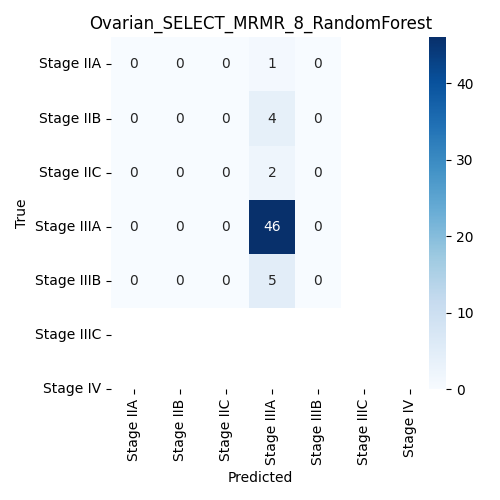 Ovarian_SELECT_MRMR_8_RandomForest
True
Stage IIA 0 0 0 1 0
Stage IIB 0 0 0 4 0
Stage IIC 0 0 0 2 0
Stage IIIA 0 0 0 46 0
Stage IIIB 0 0 0 5 0
Stage IIIC
Stage IV
Stage IIA Stage IIB Stage IIC Stage IIIA Stage IIIB Stage IIIC Stage IV
Predicted
40
30
20
10
0